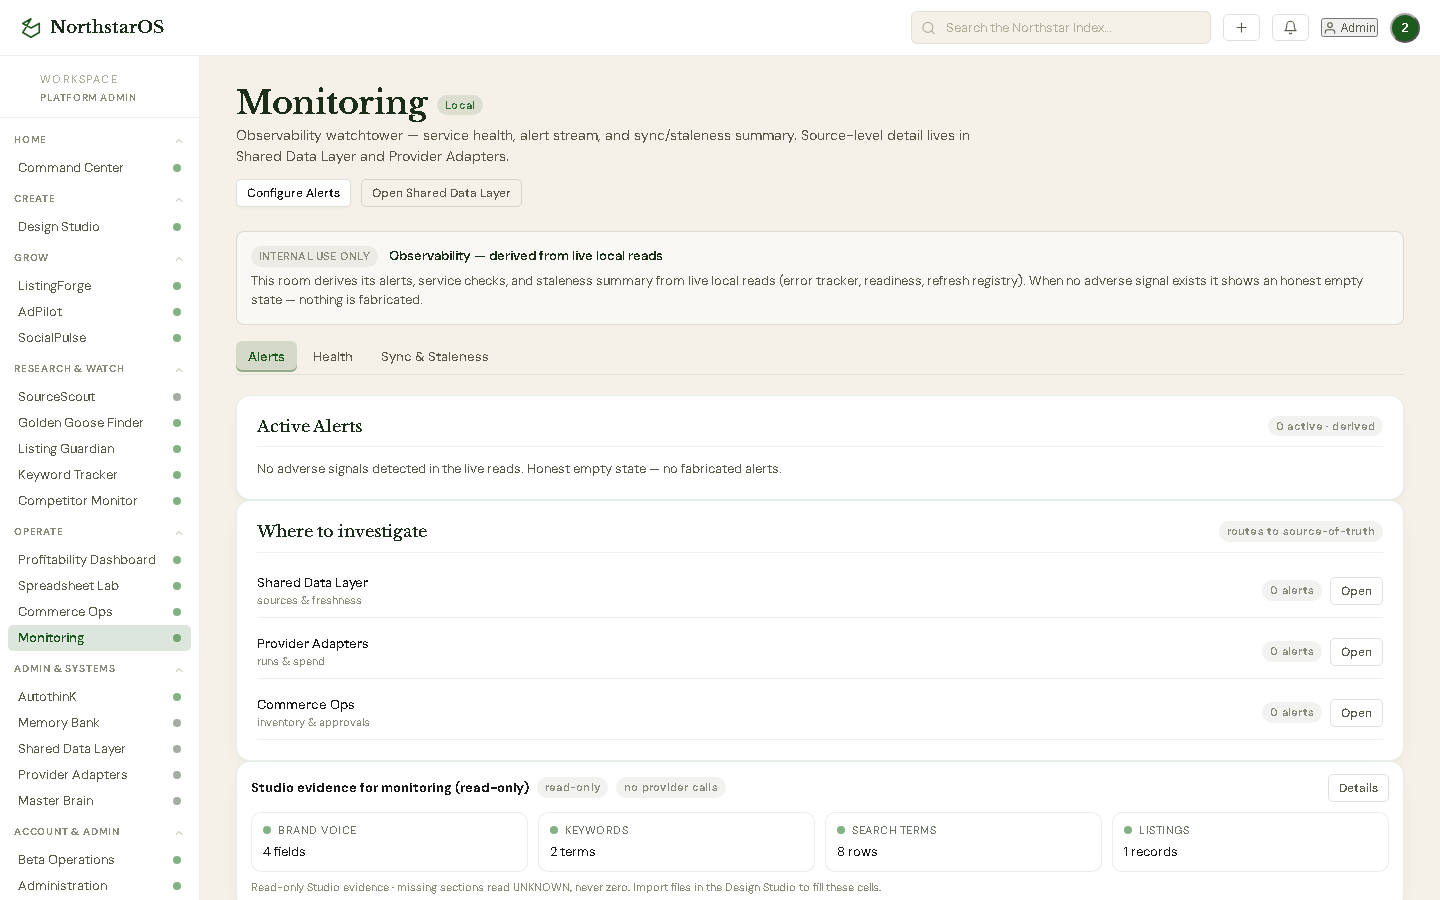 NorthstarOS
Search the Northstar Index...
Admin
2
WORKSPACE
PLATFORM ADMIN
HOME
Command Center
CREATE
Design Studio
GROW
ListingForge
AdPilot
SocialPulse
RESEARCH & WATCH
SourceScout
Golden Goose Finder
Listing Guardian
Keyword Tracker
Competitor Monitor
OPERATE
Profitability Dashboard
Spreadsheet Lab
Commerce Ops
Monitoring
ADMIN & SYSTEMS
AutothinK
Memory Bank
Shared Data Layer
Provider Adapters
Master Brain
ACCOUNT & ADMIN
Beta Operations
Administration
Monitoring Local
Observability watchtower — service health, alert stream, and sync/staleness summary. Source-level detail lives in
Shared Data Layer and Provider Adapters.
Configure Alerts Open Shared Data Layer
INTERNAL USE ONLY Observability — derived from live local reads
This room derives its alerts, service checks, and staleness summary from live local reads (error tracker, readiness, refresh registry). When no adverse signal exists it shows an honest empty
state — nothing is fabricated.
Alerts Health Sync & Staleness
Active Alerts 0 active · derived
No adverse signals detected in the live reads. Honest empty state — no fabricated alerts.
Where to investigate routes to source-of-truth
Shared Data Layer
sources & freshness
0 alerts Open
Provider Adapters
runs & spend
0 alerts Open
Commerce Ops
inventory & approvals
0 alerts Open
Studio evidence for monitoring (read-only) read-only no provider calls Details
BRAND VOICE
4 fields
KEYWORDS
2 terms
SEARCH TERMS
8 rows
LISTINGS
1 records
Read-only Studio evidence · missing sections read UNKNOWN, never zero. Import files in the Design Studio to fill these cells.